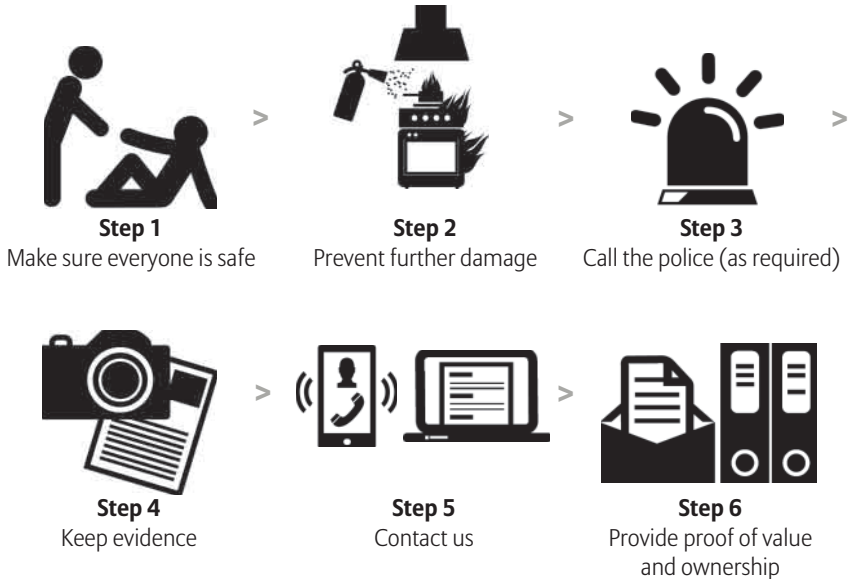 Step 1
Make sure everyone is safe
>
Step 2
Prevent further damage
>
Step 3
Call the police (as required)
>
Step 4
Keep evidence
>
Step 5
Contact us
>
Step 6
Provide proof of value
and ownership